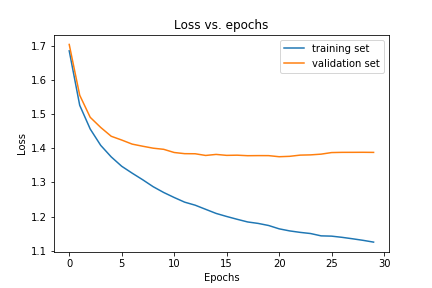 Loss vs. epochs
training set
validation set
Loss
1.7
1.6
1.5
1.4
1.3
1.2
1.1
0 5 10 15 20 25 30
Epochs